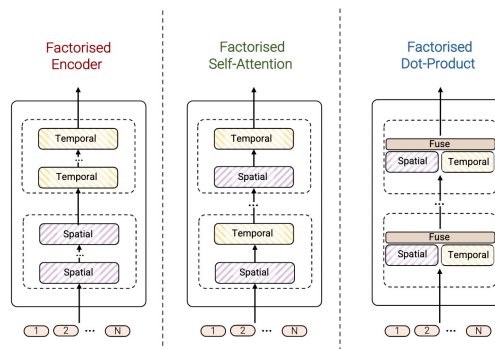 Factorised
Encoder
Temporal
...
Temporal
Spatial
...
Spatial
1 2 ... N
Factorised
Self-Attention
Temporal
Spatial
...
Temporal
Spatial
1 2 ... N
Factorised
Dot-Product
Fuse
Spatial Temporal
...
Fuse
Spatial Temporal
1 2 ... N